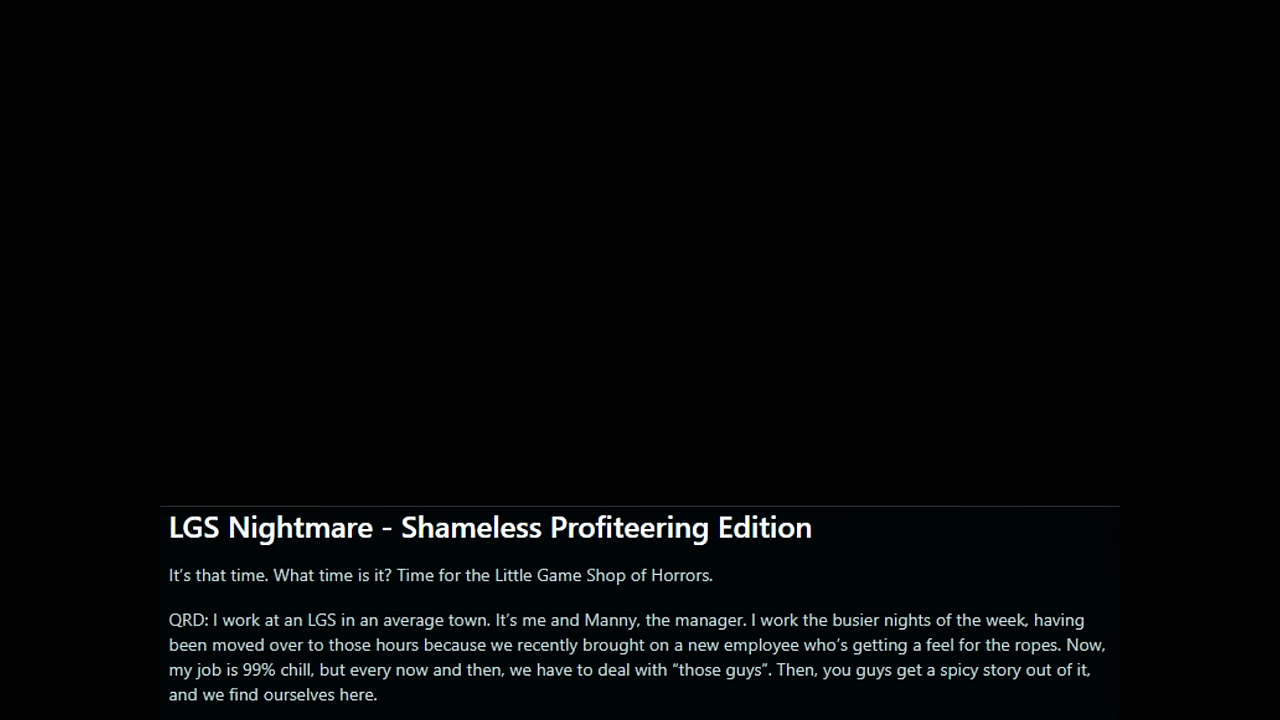 LGS Nightmare - Shameless Profiteering Edition
It’s that time. What time is it? Time for the Little Game Shop of Horrors.
QRD: I work at an LGS in an average town. It’s me and Manny, the manager. I work the busier nights of the week, having
been moved over to those hours because we recently brought on a new employee who’s getting a feel for the ropes. Now,
my job is 99% chill, but every now and then, we have to deal with “those guys”. Then, you guys get a spicy story out of it,
and we find ourselves here.